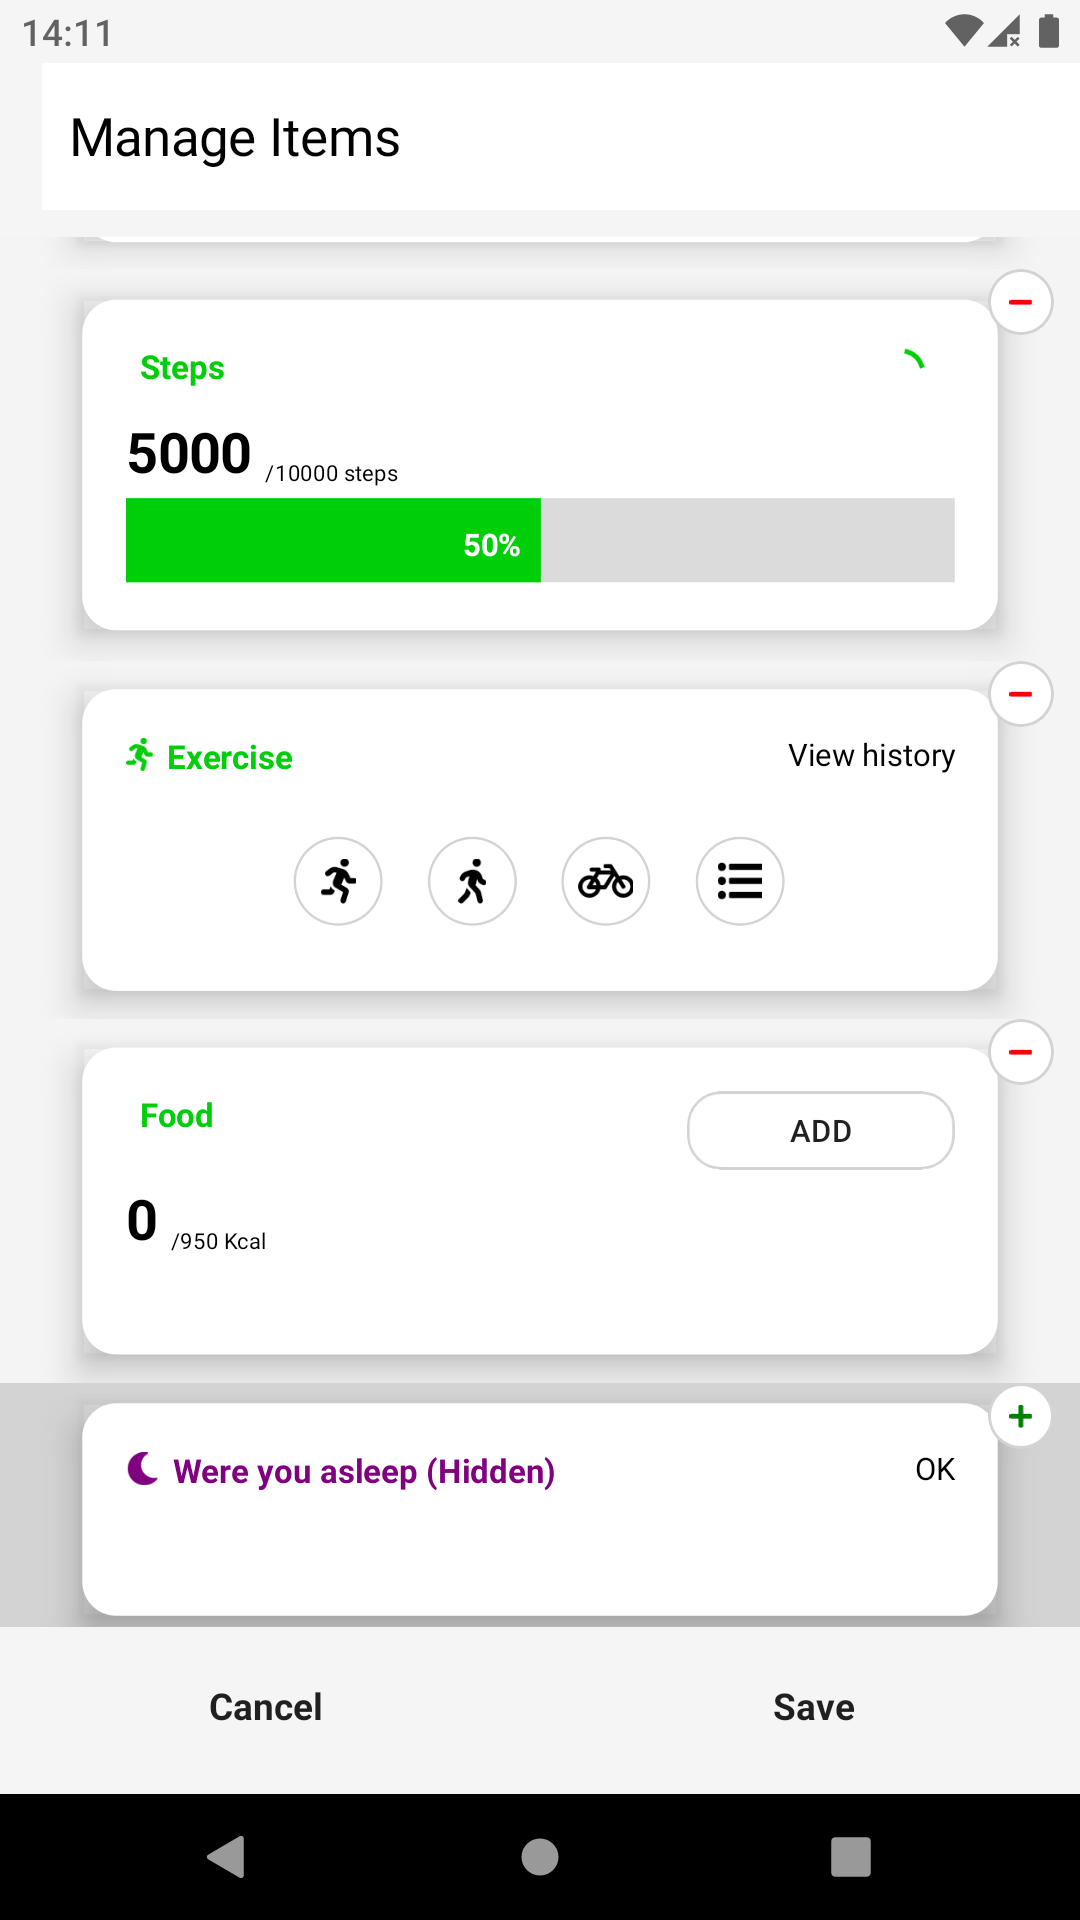 14:11
Manage Items
Steps
5000 /10000 steps
50%
Exercise
View history
Food
ADD
0 /950 Kcal
Were you asleep (Hidden)
OK
Cancel
Save